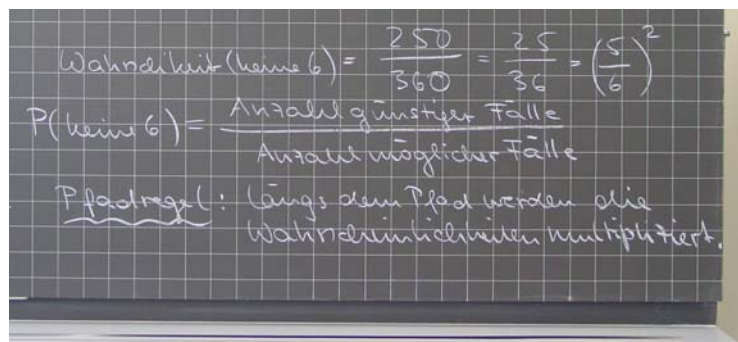 Wahrscheinlichkeit (keine 6) = 250/360 = 25/36 = (5/6)^2
P(keine 6) = Anzahl günstiger Fälle / Anzahl möglicher Fälle
Pfadregel: Längs dem Pfad werden die
Wahrscheinlichkeiten multipliziert.